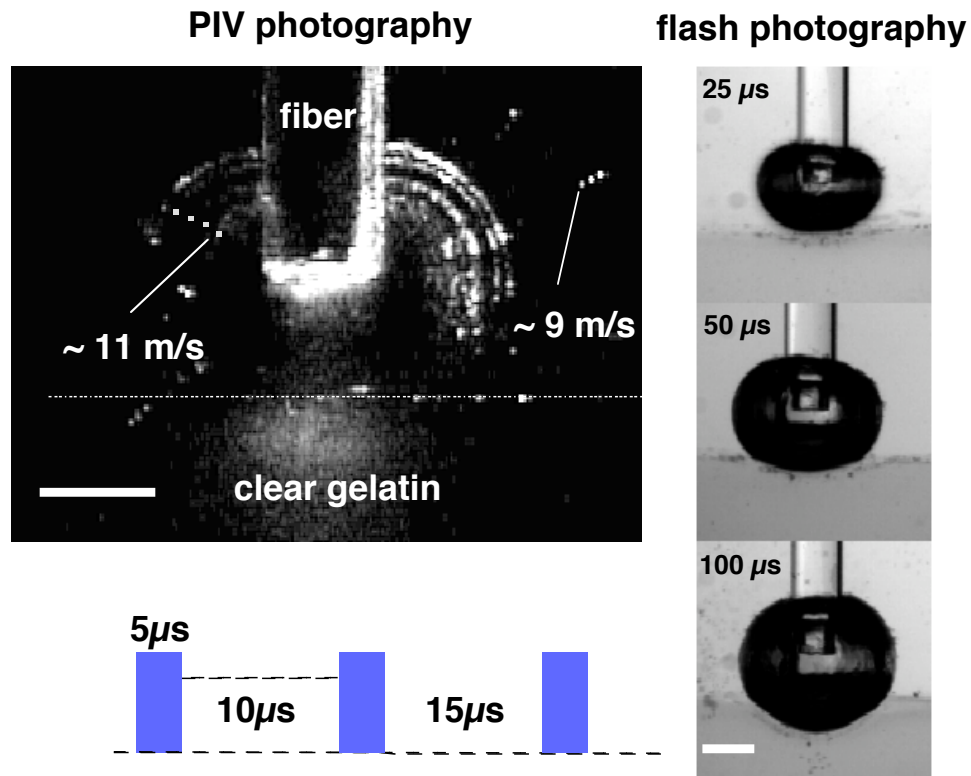 PIV photography
flash photography
fiber
~ 11 m/s
~ 9 m/s
clear gelatin
25 µs
50 µs
100 µs
5µs
10µs
15µs